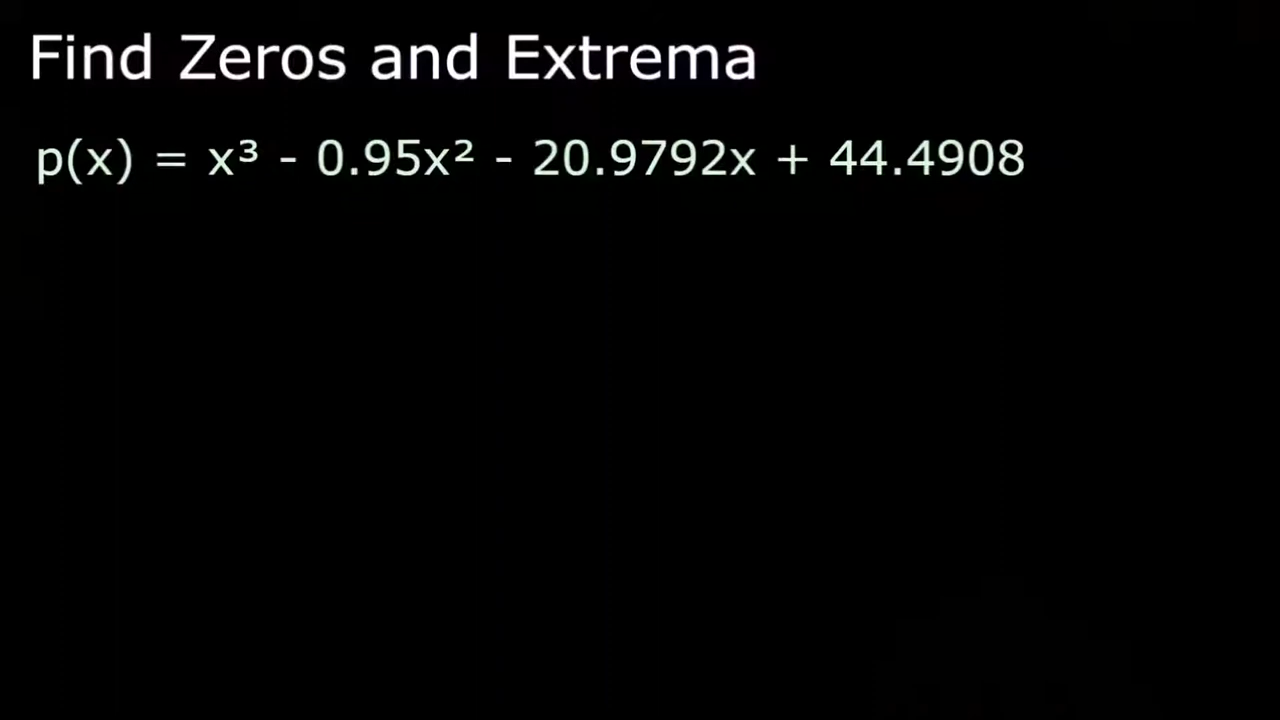 Find Zeros and Extrema
p(x) = x³ - 0.95x² - 20.9792x + 44.4908